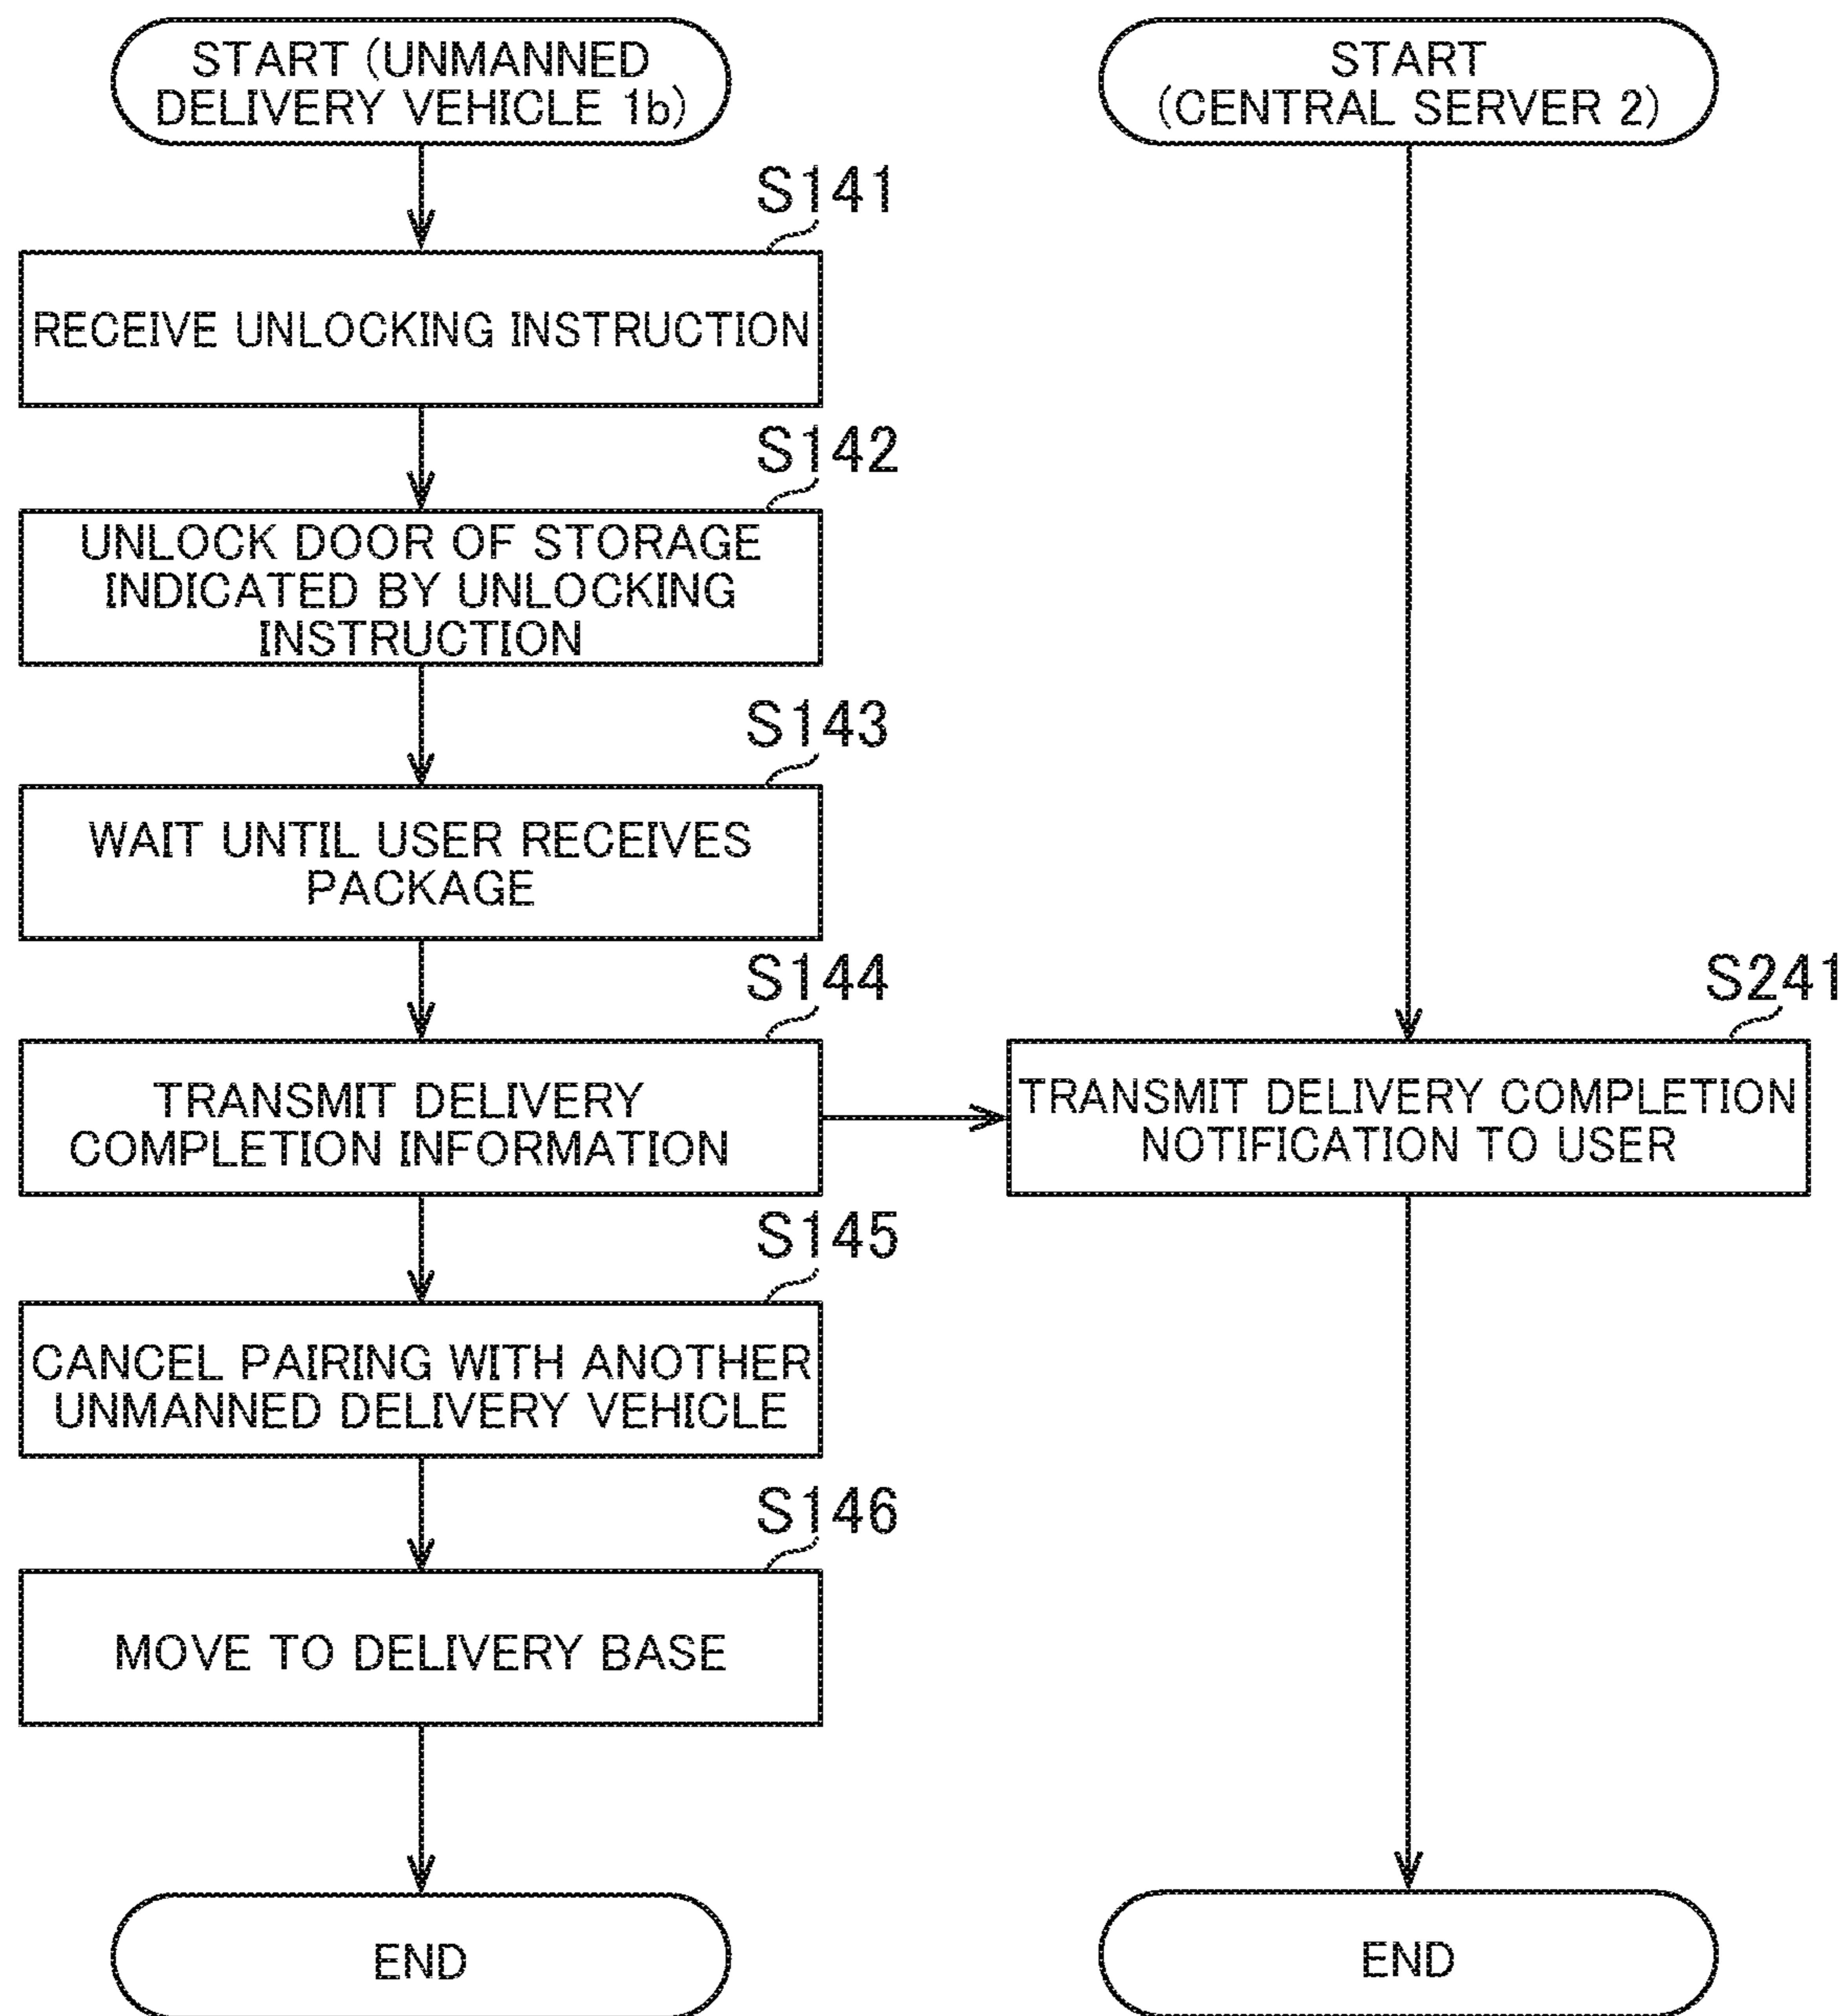 START (UNMANNED
DELIVERY VEHICLE 1b)
S141
RECEIVE UNLOCKING INSTRUCTION
S142
UNLOCK DOOR OF STORAGE
INDICATED BY UNLOCKING
INSTRUCTION
S143
WAIT UNTIL USER RECEIVES
PACKAGE
S144
TRANSMIT DELIVERY
COMPLETION INFORMATION
S145
CANCEL PAIRING WITH ANOTHER
UNMANNED DELIVERY VEHICLE
S146
MOVE TO DELIVERY BASE
END
START
(CENTRAL SERVER 2)
S241
TRANSMIT DELIVERY COMPLETION
NOTIFICATION TO USER
END